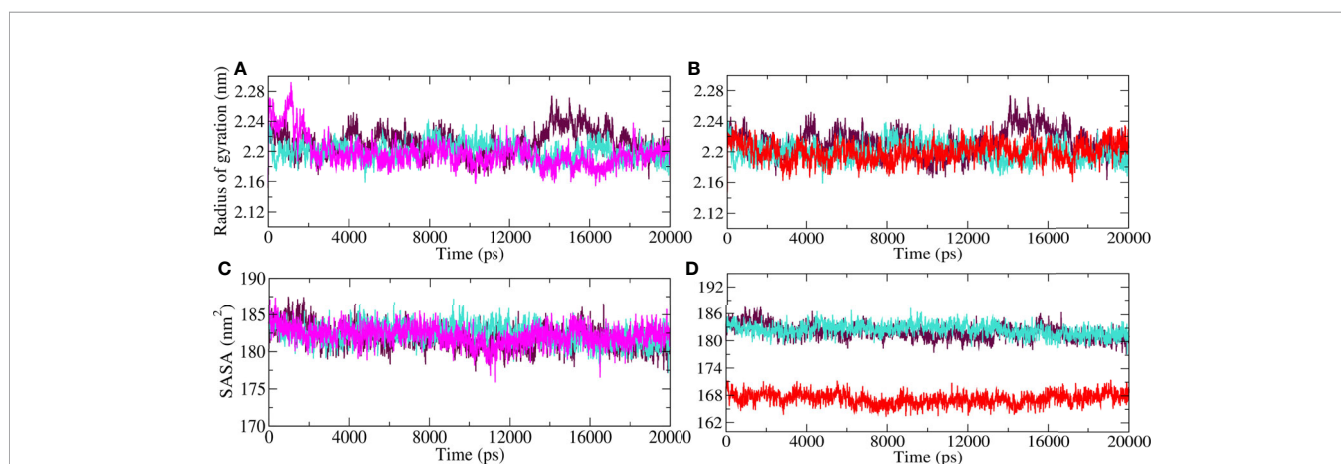 A
B
Radius of gyration (nm)
2.28
2.24
2.2
2.16
2.12
0 4000 8000 12000 16000 20000
Time (ps)
2.28
2.24
2.2
2.16
2.12
0 4000 8000 12000 16000 20000
Time (ps)
C
D
SASA (nm²)
190
185
180
175
170
0 4000 8000 12000 16000 20000
Time (ps)
192
186
180
174
168
162
0 4000 8000 12000 16000 20000
Time (ps)